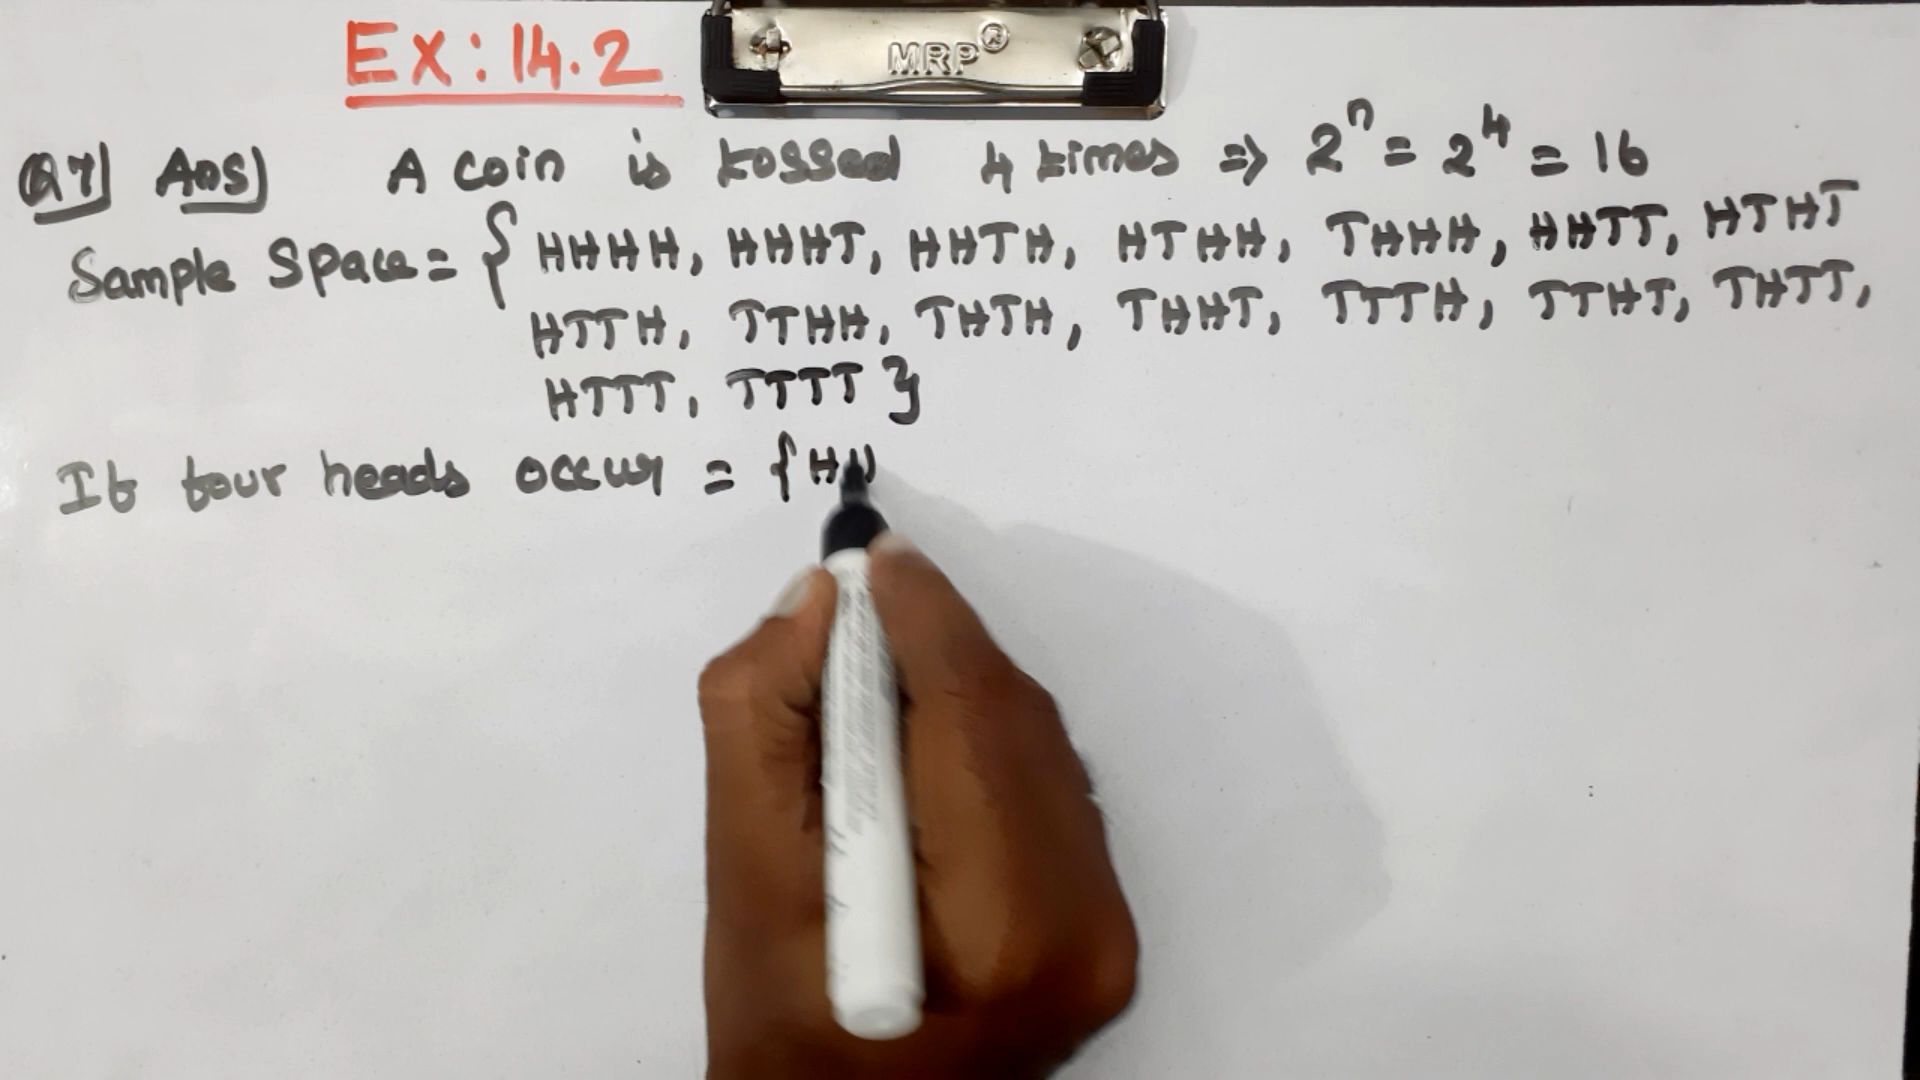 Ex: 14.2
MRP®
Q7) Ans) A coin is tossed 4 times => 2ⁿ = 2⁴ = 16
Sample Space = { HHHH, HHHT, HHTH, HTHH, THHH, HHTT, HTHT
HTTH, TTHH, THTH, THHT, TTTH, TTHT, THTT,
HTTT, TTTT }
If four heads occur = { HH